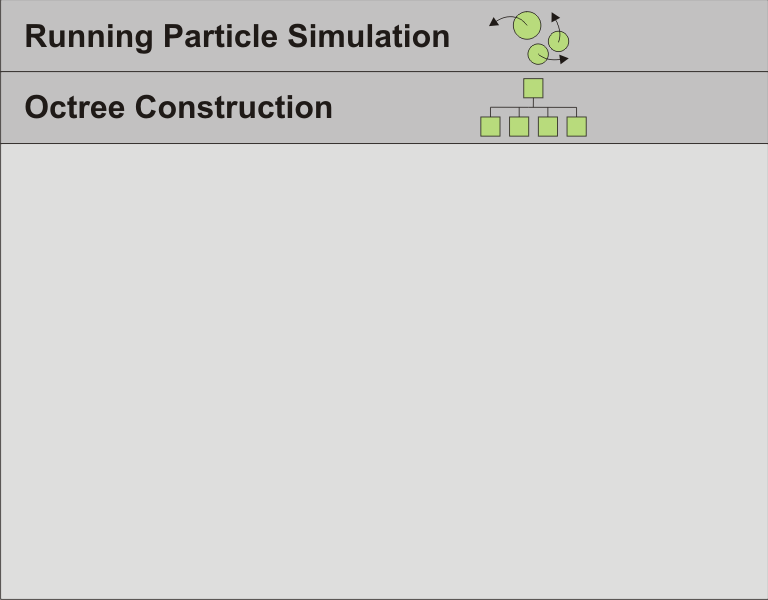 Running Particle Simulation
Octree Construction